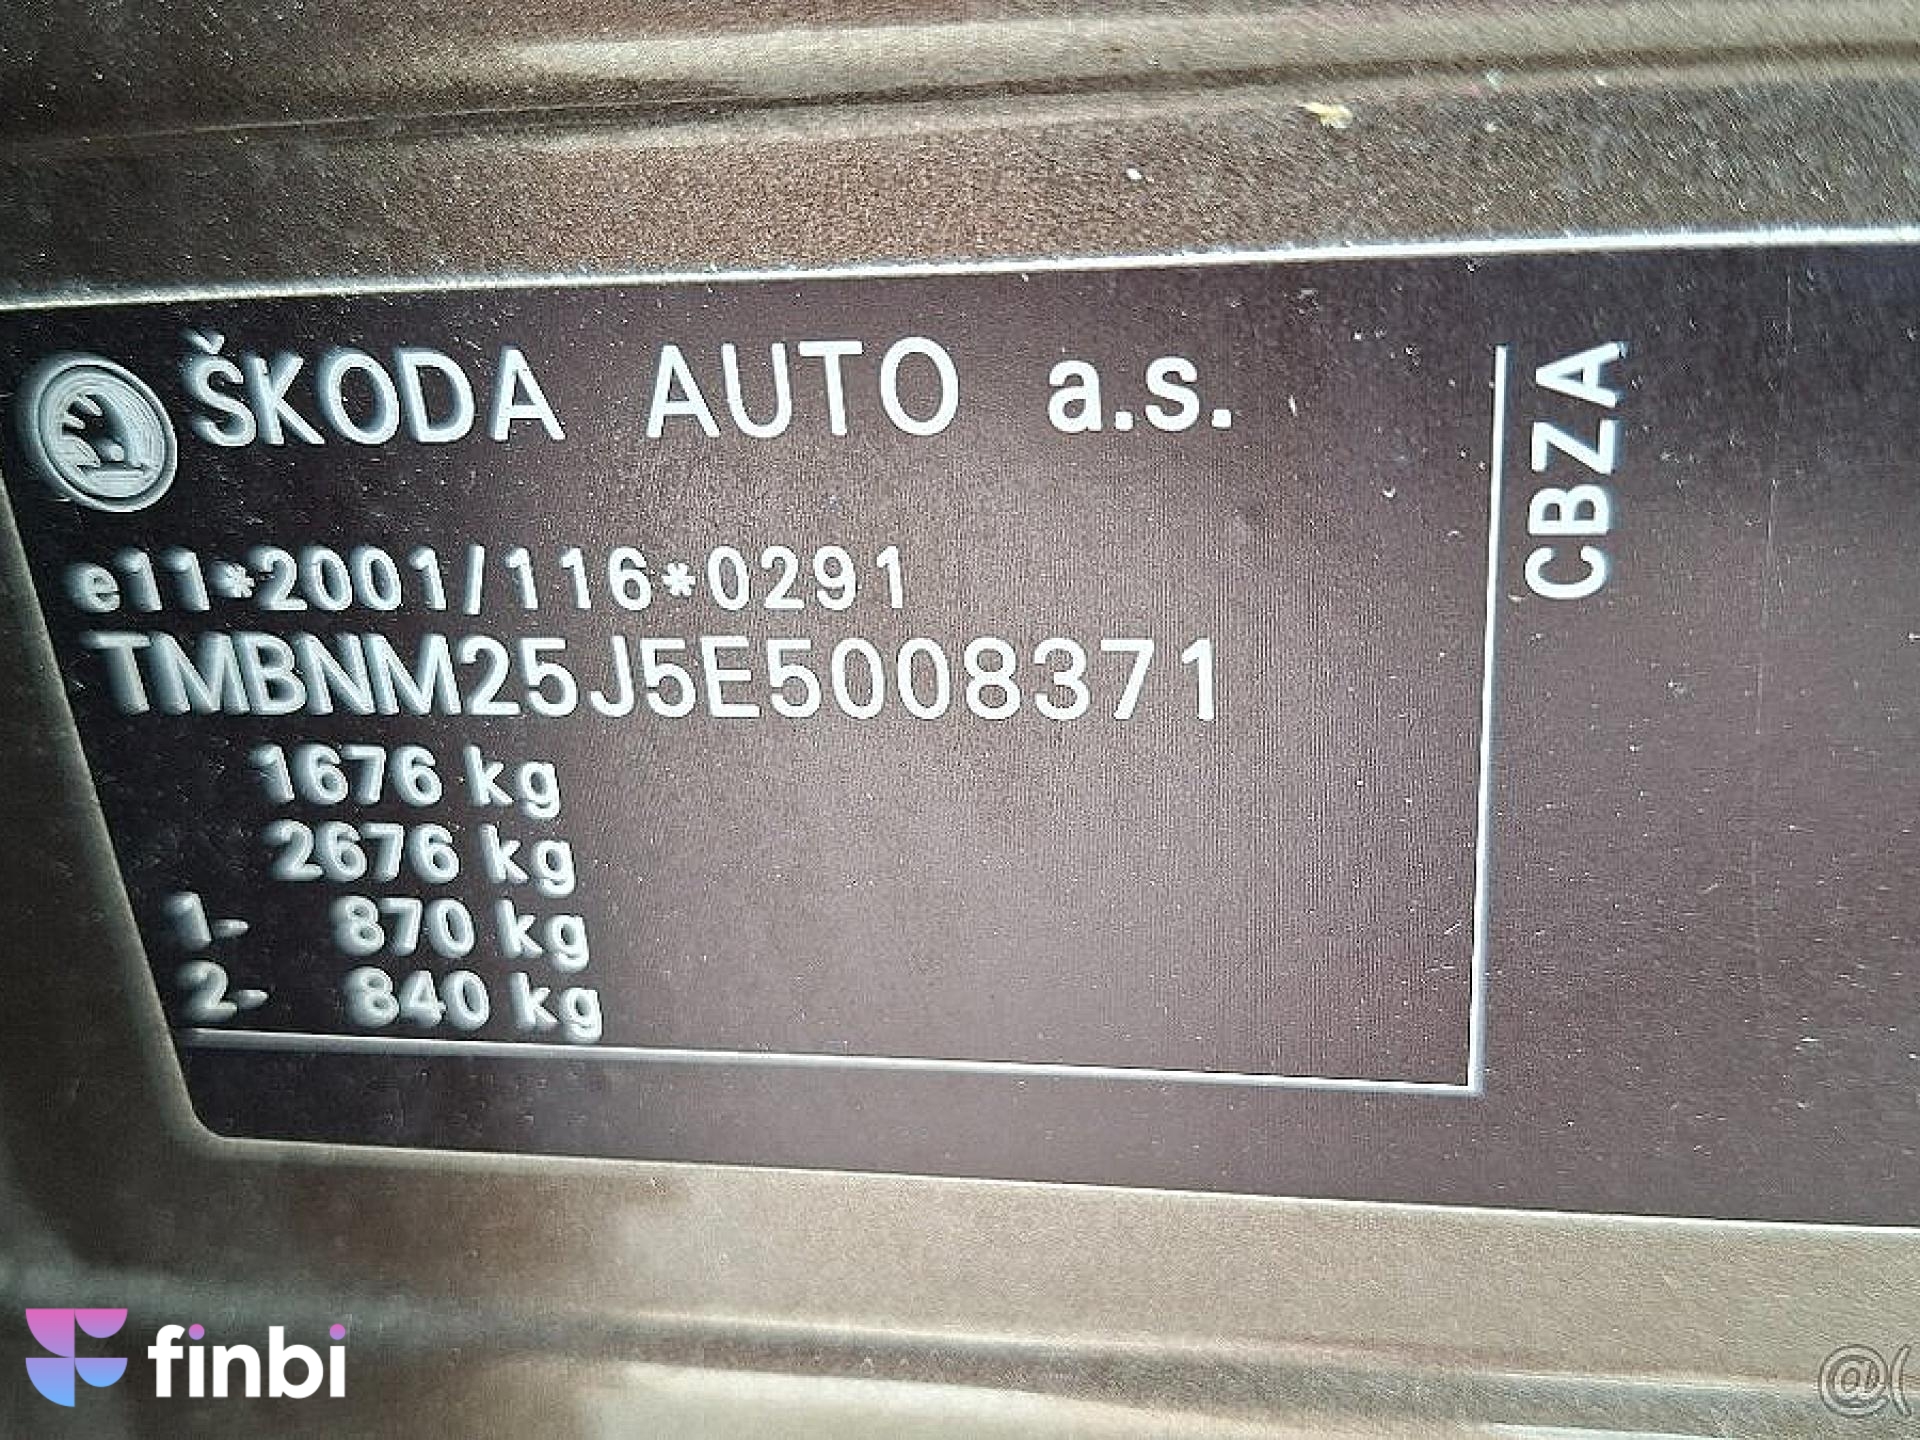 ŠKODA AUTO a.s.
e11*2001/116*0291
TMBNM25J5E5008371
1676 kg
2676 kg
1- 870 kg
2- 840 kg
CBZA
finbi
@(